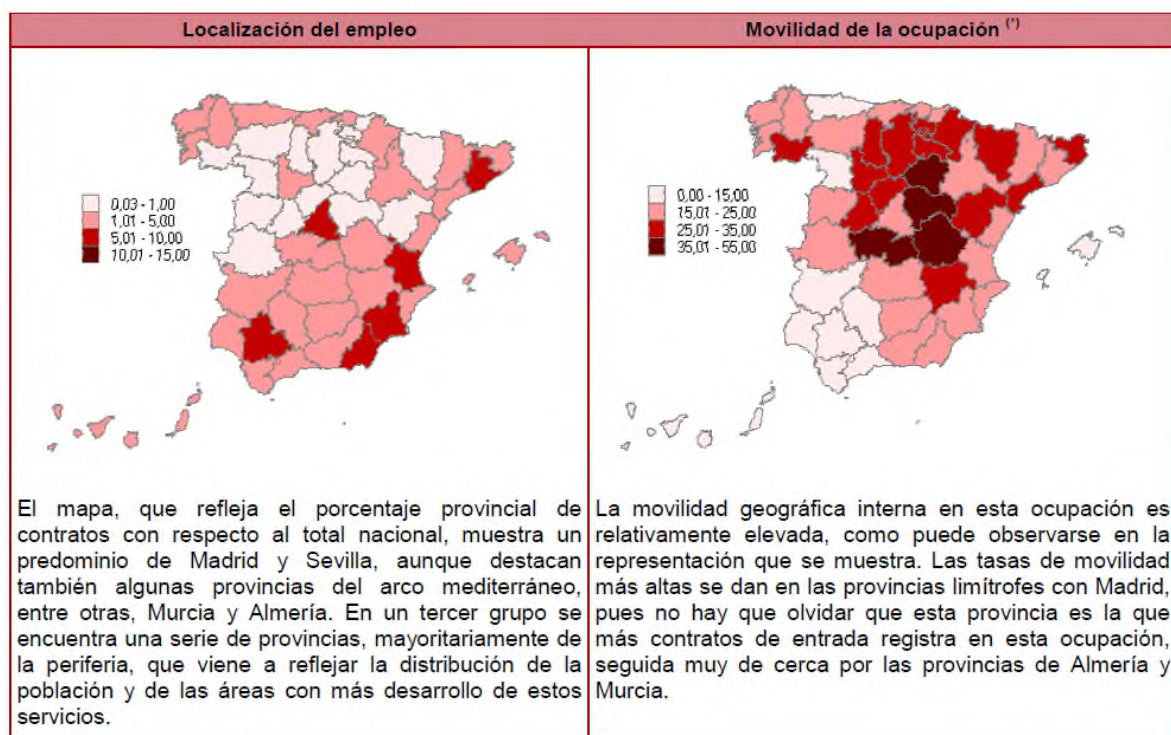 Localización del empleo
Movilidad de la ocupación (*)
0,03 - 1,00
1,01 - 5,00
5,01 - 10,00
10,01 - 15,00
0,00 - 15,00
15,01 - 25,00
25,01 - 35,00
35,01 - 55,00
El mapa, que refleja el porcentaje provincial de
contratos con respecto al total nacional, muestra un
predominio de Madrid y Sevilla, aunque destacan
también algunas provincias del arco mediterráneo,
entre otras, Murcia y Almería. En un tercer grupo se
encuentra una serie de provincias, mayoritariamente de
la periferia, que viene a reflejar la distribución de la
población y de las áreas con más desarrollo de estos
servicios.
La movilidad geográfica interna en esta ocupación es
relativamente elevada, como puede observarse en la
representación que se muestra. Las tasas de movilidad
más altas se dan en las provincias limítrofes con Madrid,
pues no hay que olvidar que esta provincia es la que
más contratos de entrada registra en esta ocupación,
seguida muy de cerca por las provincias de Almería y
Murcia.